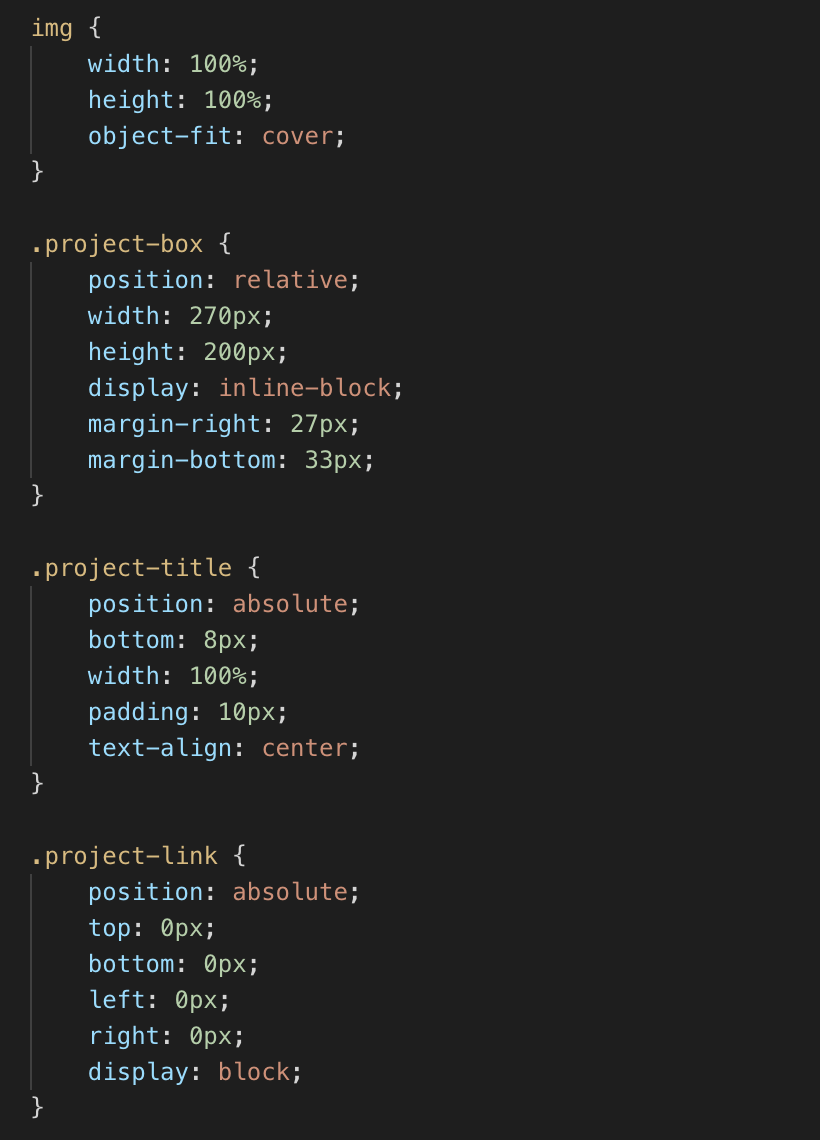 img {
    width: 100%;
    height: 100%;
    object-fit: cover;
}

.project-box {
    position: relative;
    width: 270px;
    height: 200px;
    display: inline-block;
    margin-right: 27px;
    margin-bottom: 33px;
}

.project-title {
    position: absolute;
    bottom: 8px;
    width: 100%;
    padding: 10px;
    text-align: center;
}

.project-link {
    position: absolute;
    top: 0px;
    bottom: 0px;
    left: 0px;
    right: 0px;
    display: block;
}